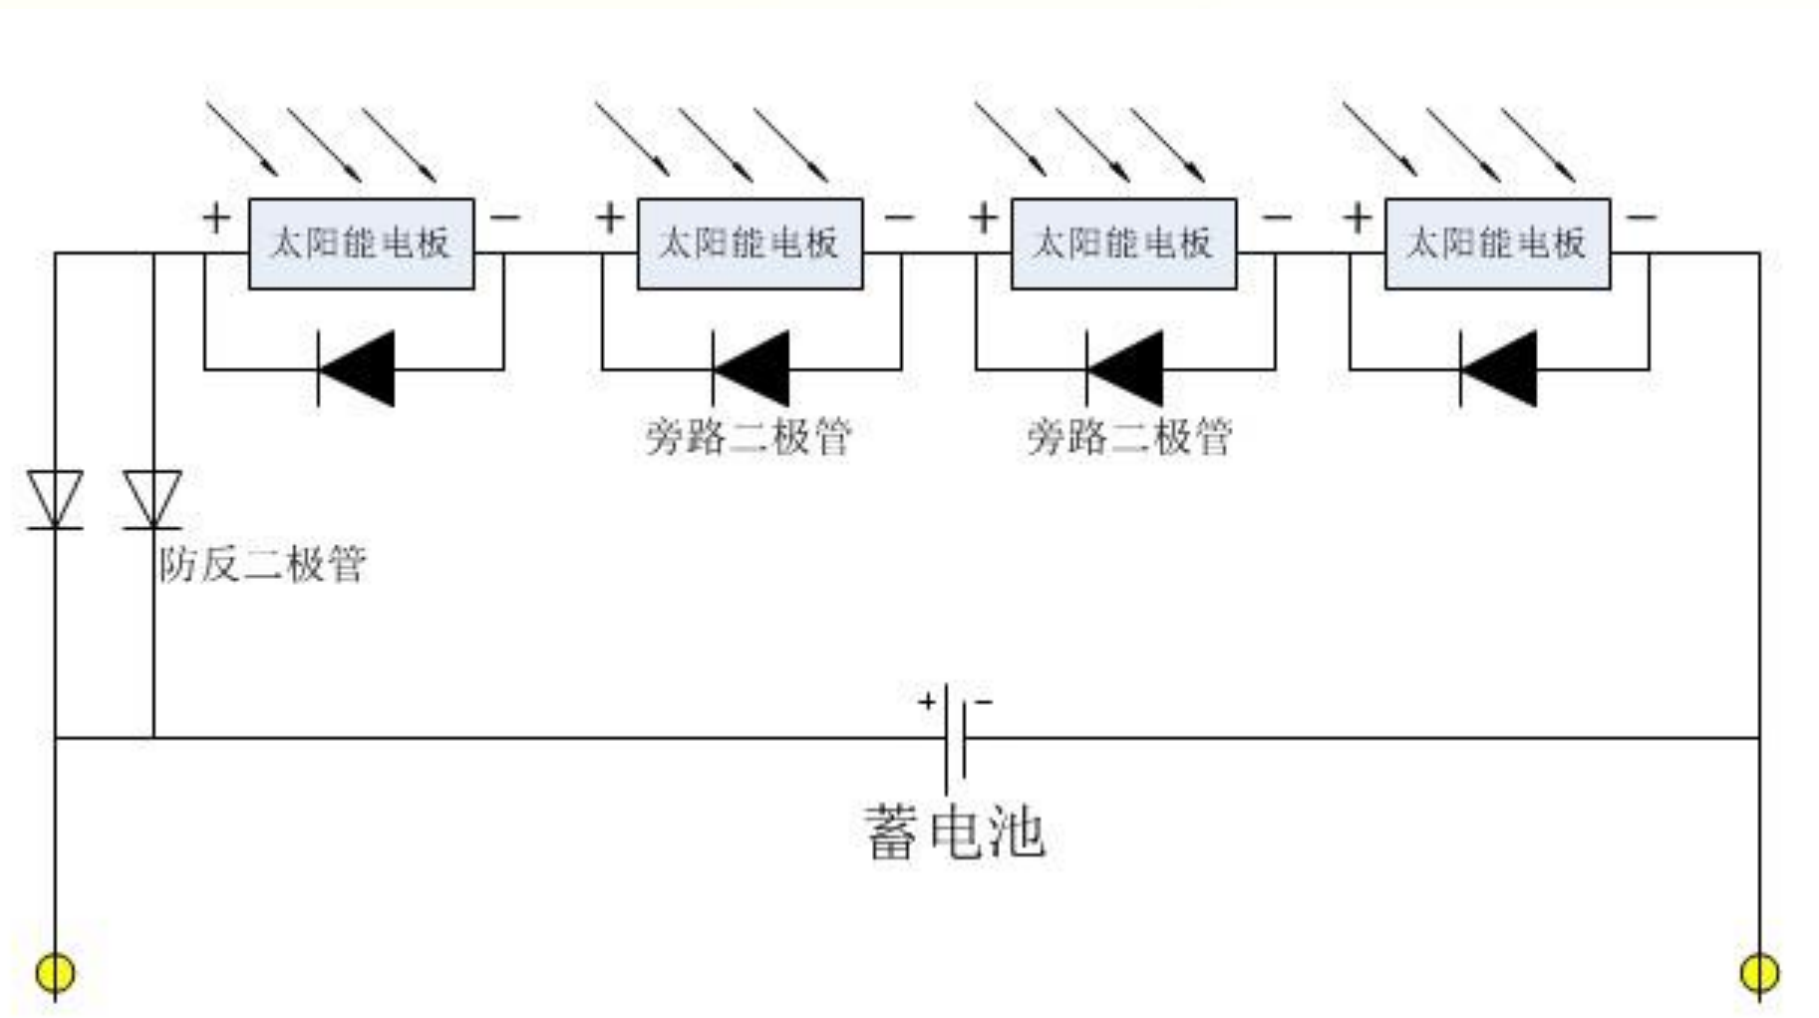 + 太阳能电板 − + 太阳能电板 − + 太阳能电板 − + 太阳能电板 −
旁路二极管 旁路二极管
防反二极管
+ −
蓄电池